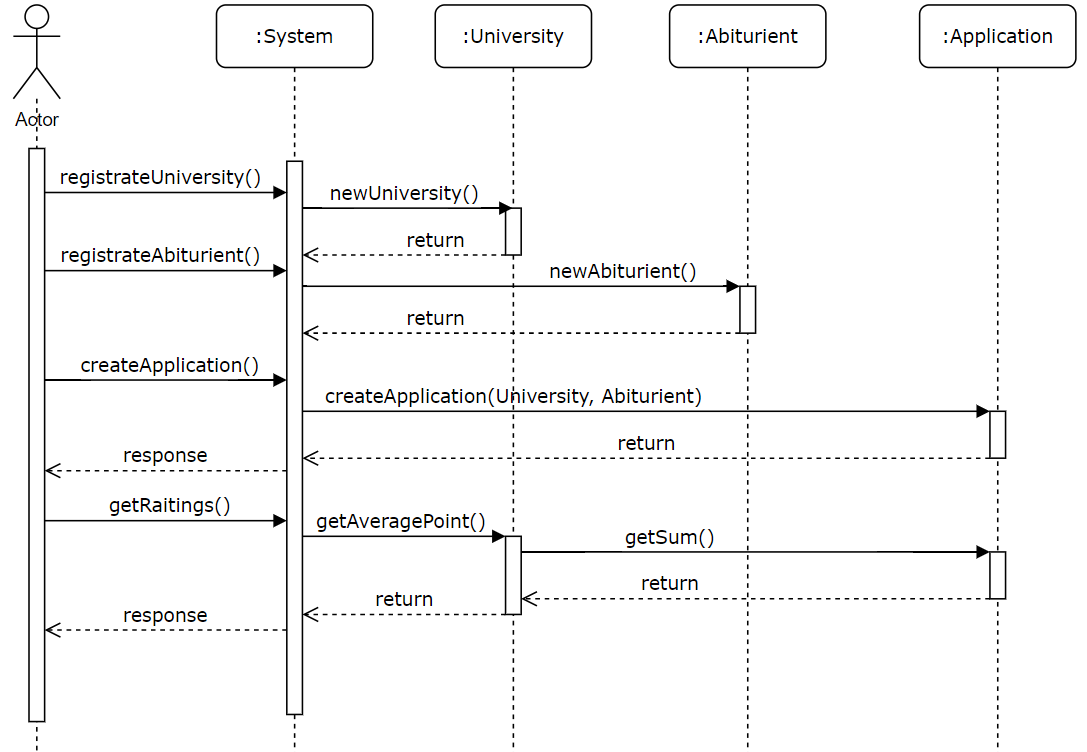 :System
:University
:Abiturient
:Application
Actor
registrateUniversity()
newUniversity()
return
registrateAbiturient()
newAbiturient()
return
createApplication()
createApplication(University, Abiturient)
return
response
getRaitings()
getAveragePoint()
getSum()
return
return
response